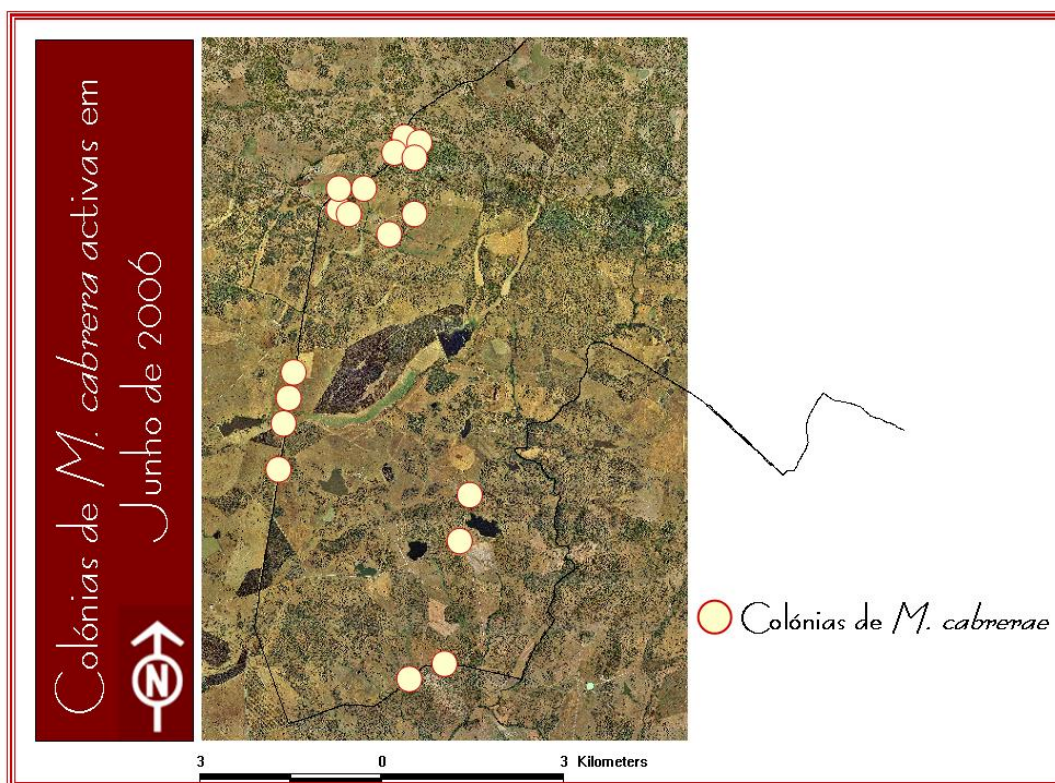 Colónias de M. cabrera activas em
Junho de 2006
N
Colónias de M. cabrerae
3 0 3 Kilometers